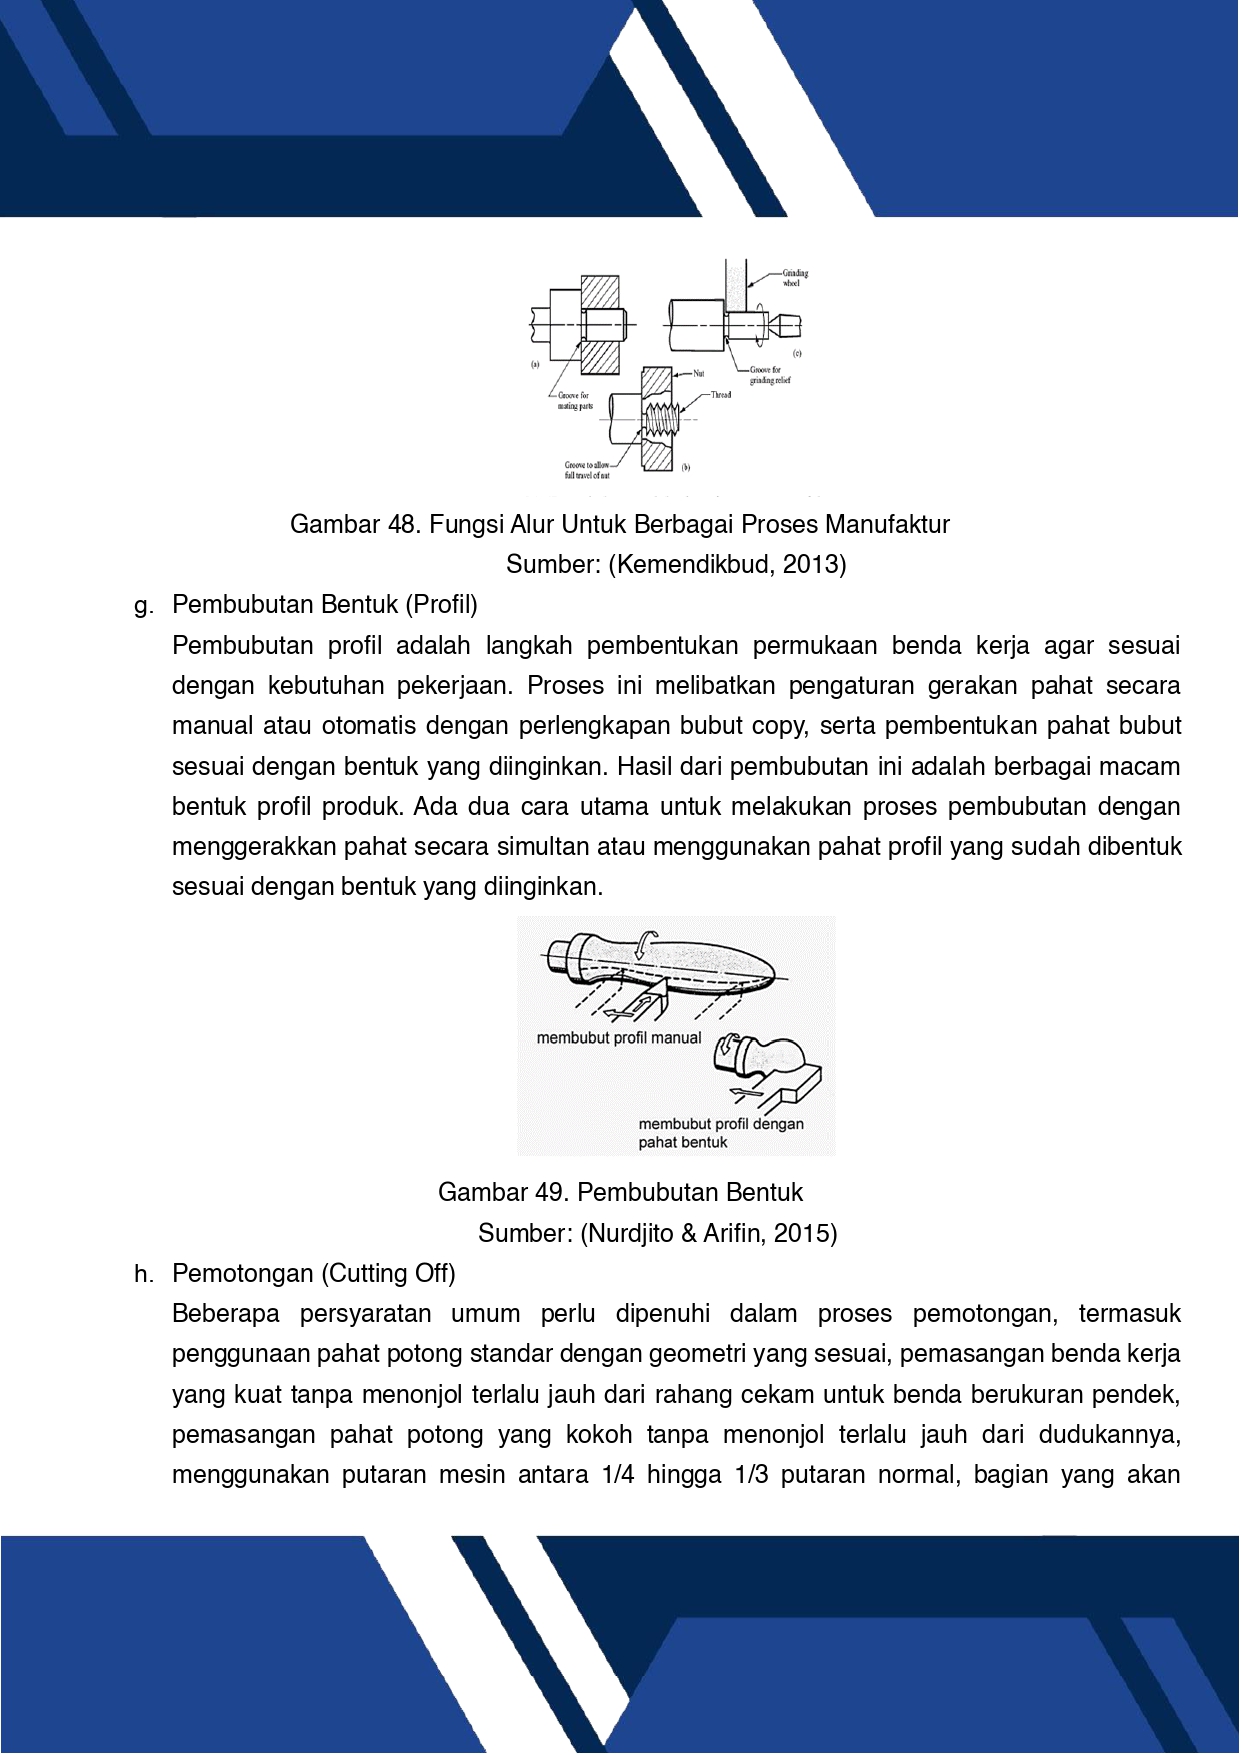 Grinding
wheel
(a)
(c)
Groove for
mating parts
Nut
Groove for
grinding relief
Thread
Groove to allow
full travel of nut
(b)
Gambar 48. Fungsi Alur Untuk Berbagai Proses Manufaktur
Sumber: (Kemendikbud, 2013)
g. Pembubutan Bentuk (Profil)
Pembubutan profil adalah langkah pembentukan permukaan benda kerja agar sesuai
dengan kebutuhan pekerjaan. Proses ini melibatkan pengaturan gerakan pahat secara
manual atau otomatis dengan perlengkapan bubut copy, serta pembentukan pahat bubut
sesuai dengan bentuk yang diinginkan. Hasil dari pembubutan ini adalah berbagai macam
bentuk profil produk. Ada dua cara utama untuk melakukan proses pembubutan dengan
menggerakkan pahat secara simultan atau menggunakan pahat profil yang sudah dibentuk
sesuai dengan bentuk yang diinginkan.
membubut profil manual
membubut profil dengan
pahat bentuk
Gambar 49. Pembubutan Bentuk
Sumber: (Nurdjito & Arifin, 2015)
h. Pemotongan (Cutting Off)
Beberapa persyaratan umum perlu dipenuhi dalam proses pemotongan, termasuk
penggunaan pahat potong standar dengan geometri yang sesuai, pemasangan benda kerja
yang kuat tanpa menonjol terlalu jauh dari rahang cekam untuk benda berukuran pendek,
pemasangan pahat potong yang kokoh tanpa menonjol terlalu jauh dari dudukannya,
menggunakan putaran mesin antara 1/4 hingga 1/3 putaran normal, bagian yang akan